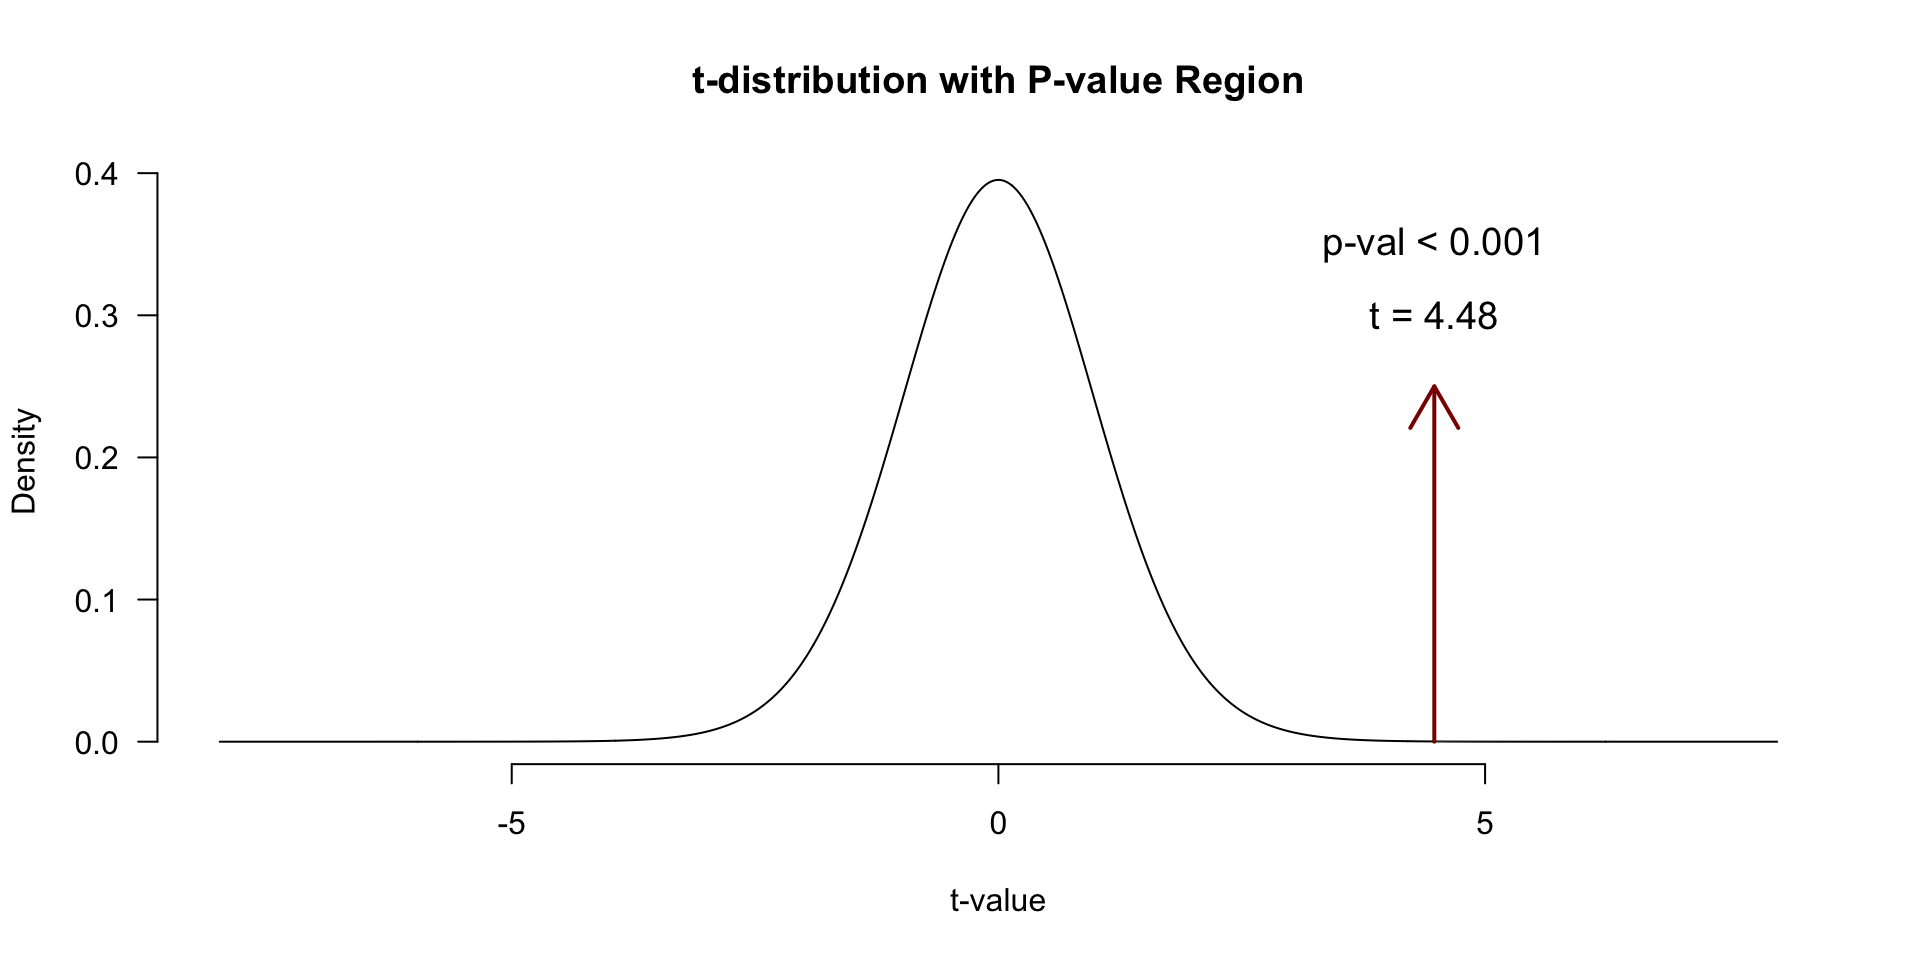 t-distribution with P-value Region
p-val < 0.001
t = 4.48
Density
0.4
0.3
0.2
0.1
0.0
-5
0
5
t-value